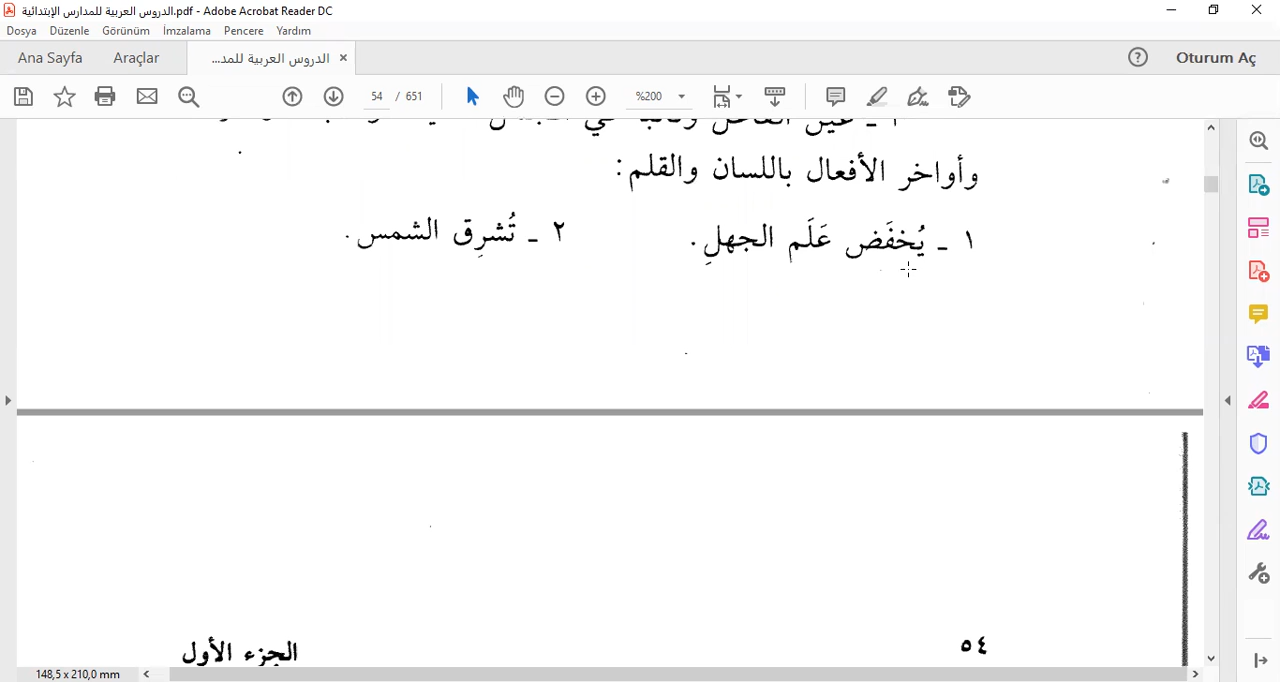 الدروس العربية للمدارس الإبتدائية.pdf - Adobe Acrobat Reader DC
Dosya Düzenle Görünüm İmzalama Pencere Yardım
Ana Sayfa Araçlar الدروس العربية للمد... × ? Oturum Aç
54 / 651 %200
وأواخر الأفعال باللسان والقلم:
١ ـ يُخفَض عَلَم الجهلِ. ٢ ـ تُشرِق الشمس.
٥٤ الجزء الأول
148,5 x 210,0 mm